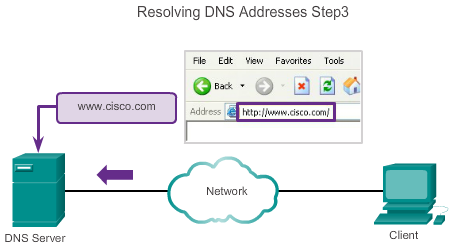 Resolving DNS Addresses Step3
File Edit View Favorites Tools
Back
www.cisco.com
Address http://www.cisco.com/
Network
DNS Server
Client